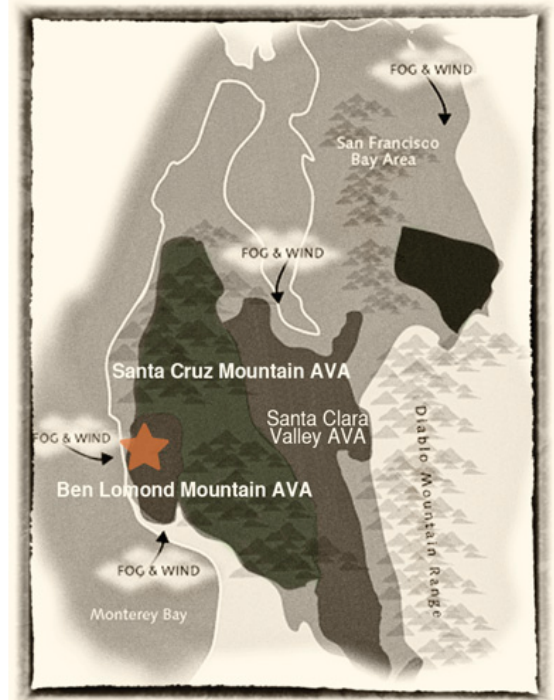 FOG & WIND
San Francisco
Bay Area
FOG & WIND
Santa Cruz Mountain AVA
Santa Clara
Valley AVA
Diablo Mountain Range
FOG & WIND
Ben Lomond Mountain AVA
FOG & WIND
Monterey Bay